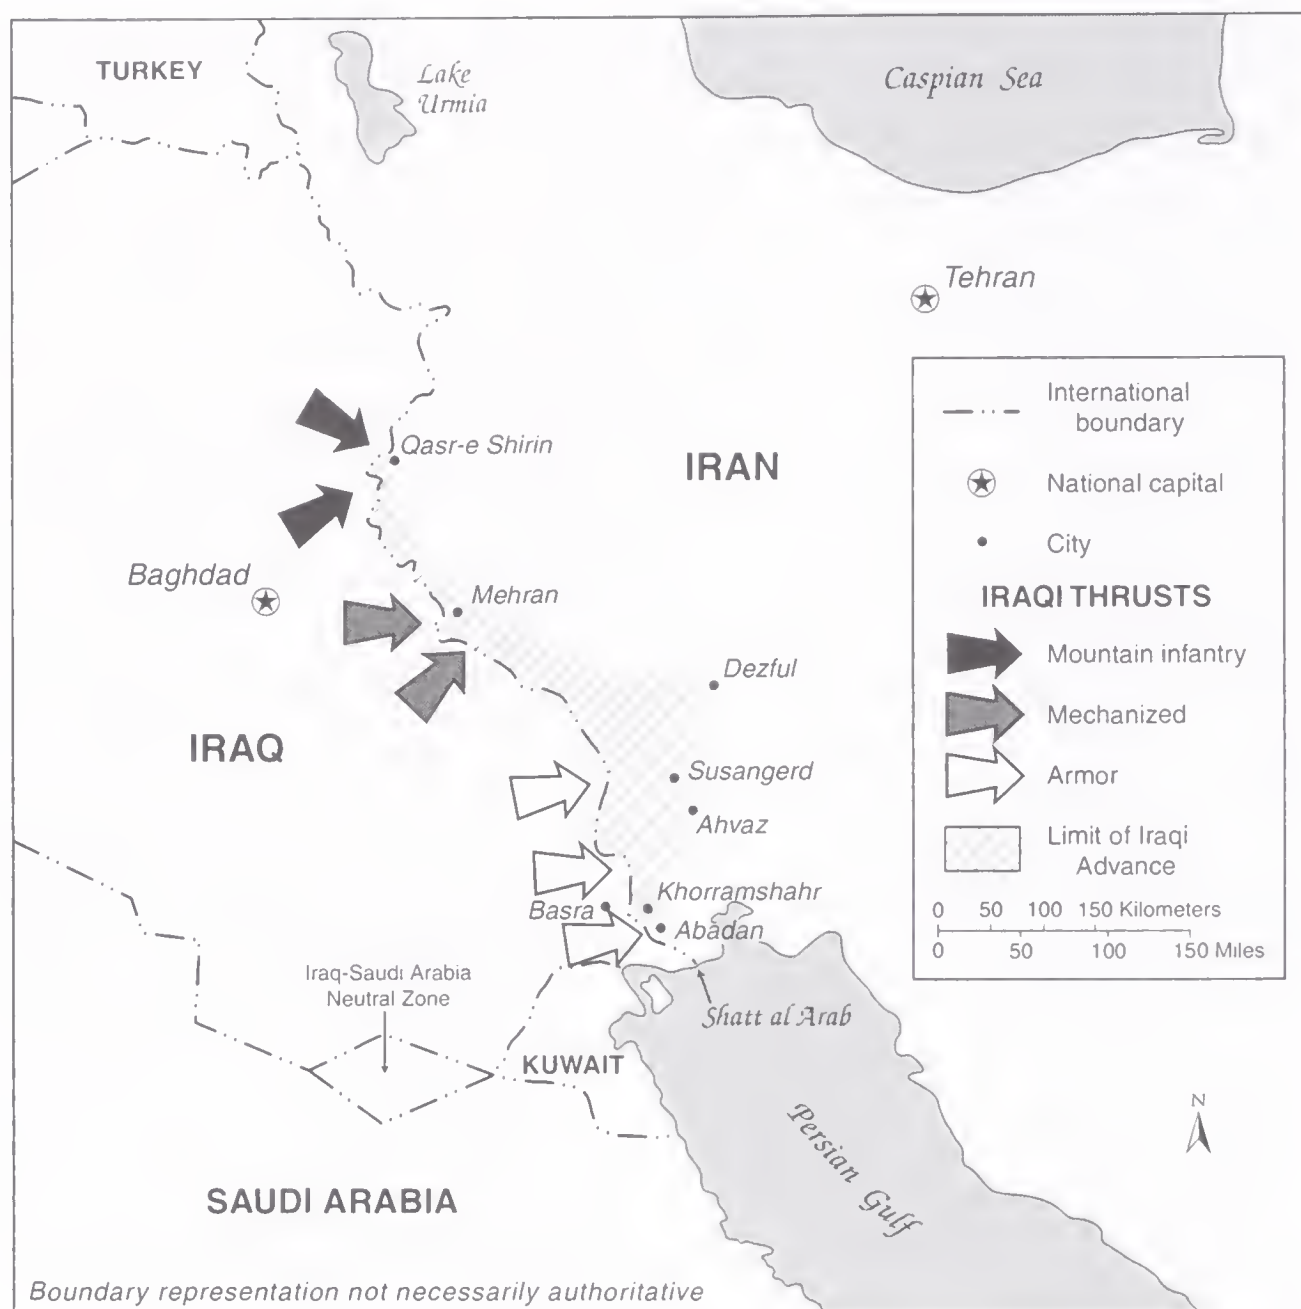 TURKEY
Lake
Urmia
Caspian Sea
Tehran
Qasr-e Shirin
IRAN
Baghdad
Mehran
Dezful
IRAQ
Susangerd
Ahvaz
Khorramshahr
Basra
Abādan
Iraq-Saudi Arabia
Neutral Zone
Shatt al Arab
KUWAIT
Persian Gulf
SAUDI ARABIA
N
Boundary representation not necessarily authoritative
International
boundary
National capital
City
IRAQI THRUSTS
Mountain infantry
Mechanized
Armor
Limit of Iraqi
Advance
0 50 100 150 Kilometers
0 50 100 150 Miles